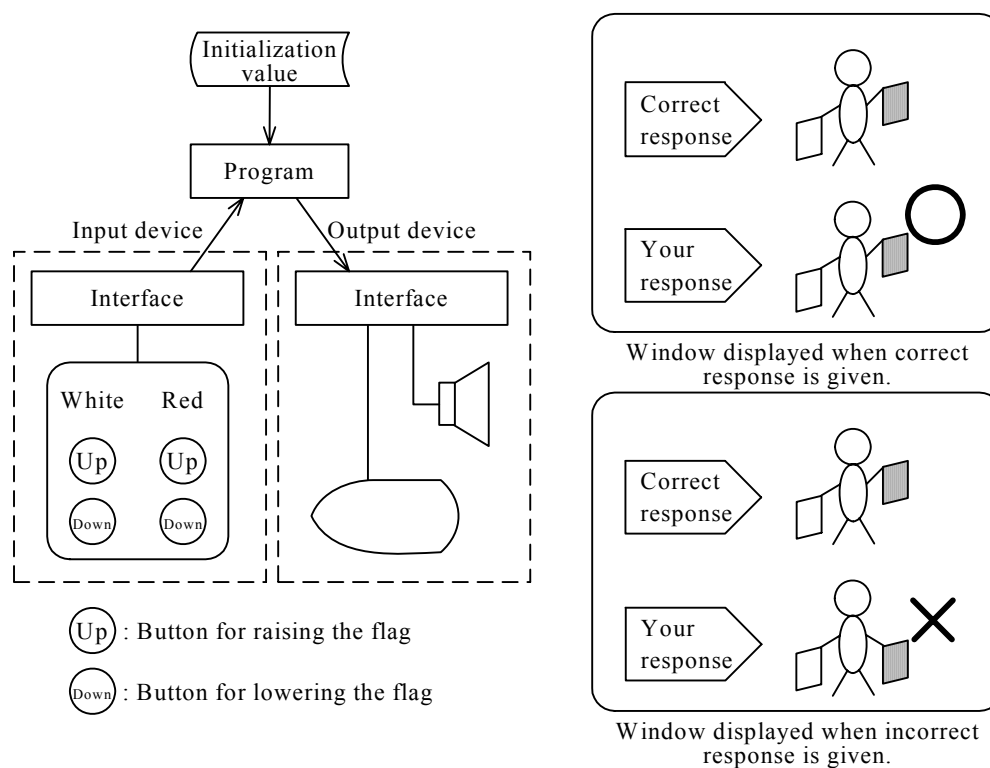 Initialization
value
Program
Input device
Output device
Interface
Interface
White
Red
Up
Up
Down
Down
Up : Button for raising the flag
Down : Button for lowering the flag
Correct
response
Your
response
Window displayed when correct
response is given.
Correct
response
Your
response
Window displayed when incorrect
response is given.